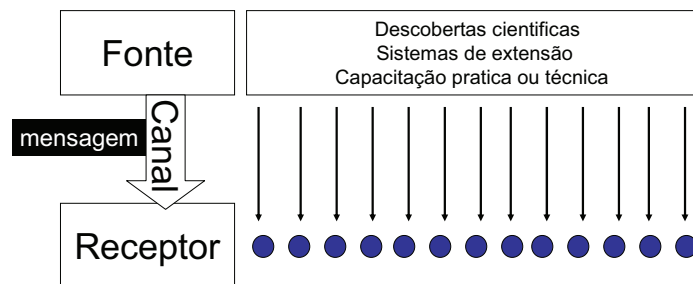 Fonte
Descobertas cientificas
Sistemas de extensão
Capacitação pratica ou técnica
mensagem
Canal
Receptor